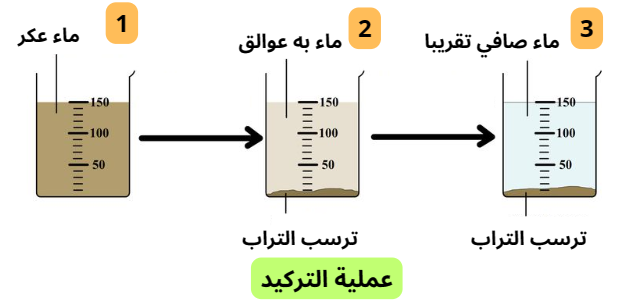 1
ماء عكر
150
100
50
2
ماء به عوالق
150
100
50
ترسب التراب
3
ماء صافي تقريبا
150
100
50
ترسب التراب
عملية التركيد